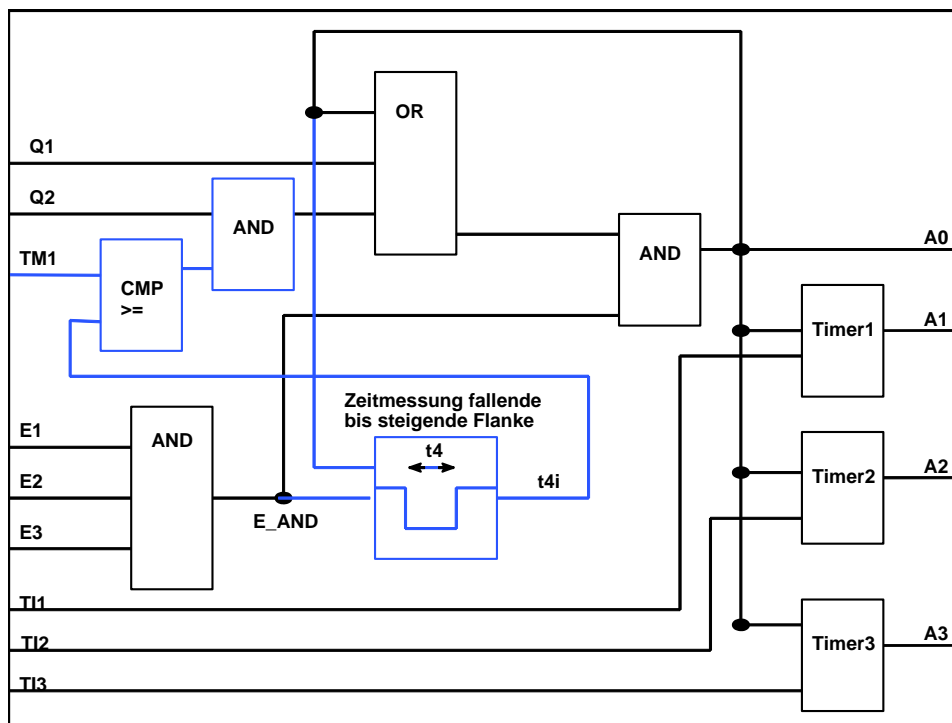 OR
Q1
Q2
AND
AND
A0
TM1
CMP
>=
Timer1
A1
Zeitmessung fallende
bis steigende Flanke
E1
AND
t4
E2
t4i
Timer2
A2
E_AND
E3
TI1
TI2
Timer3
A3
TI3